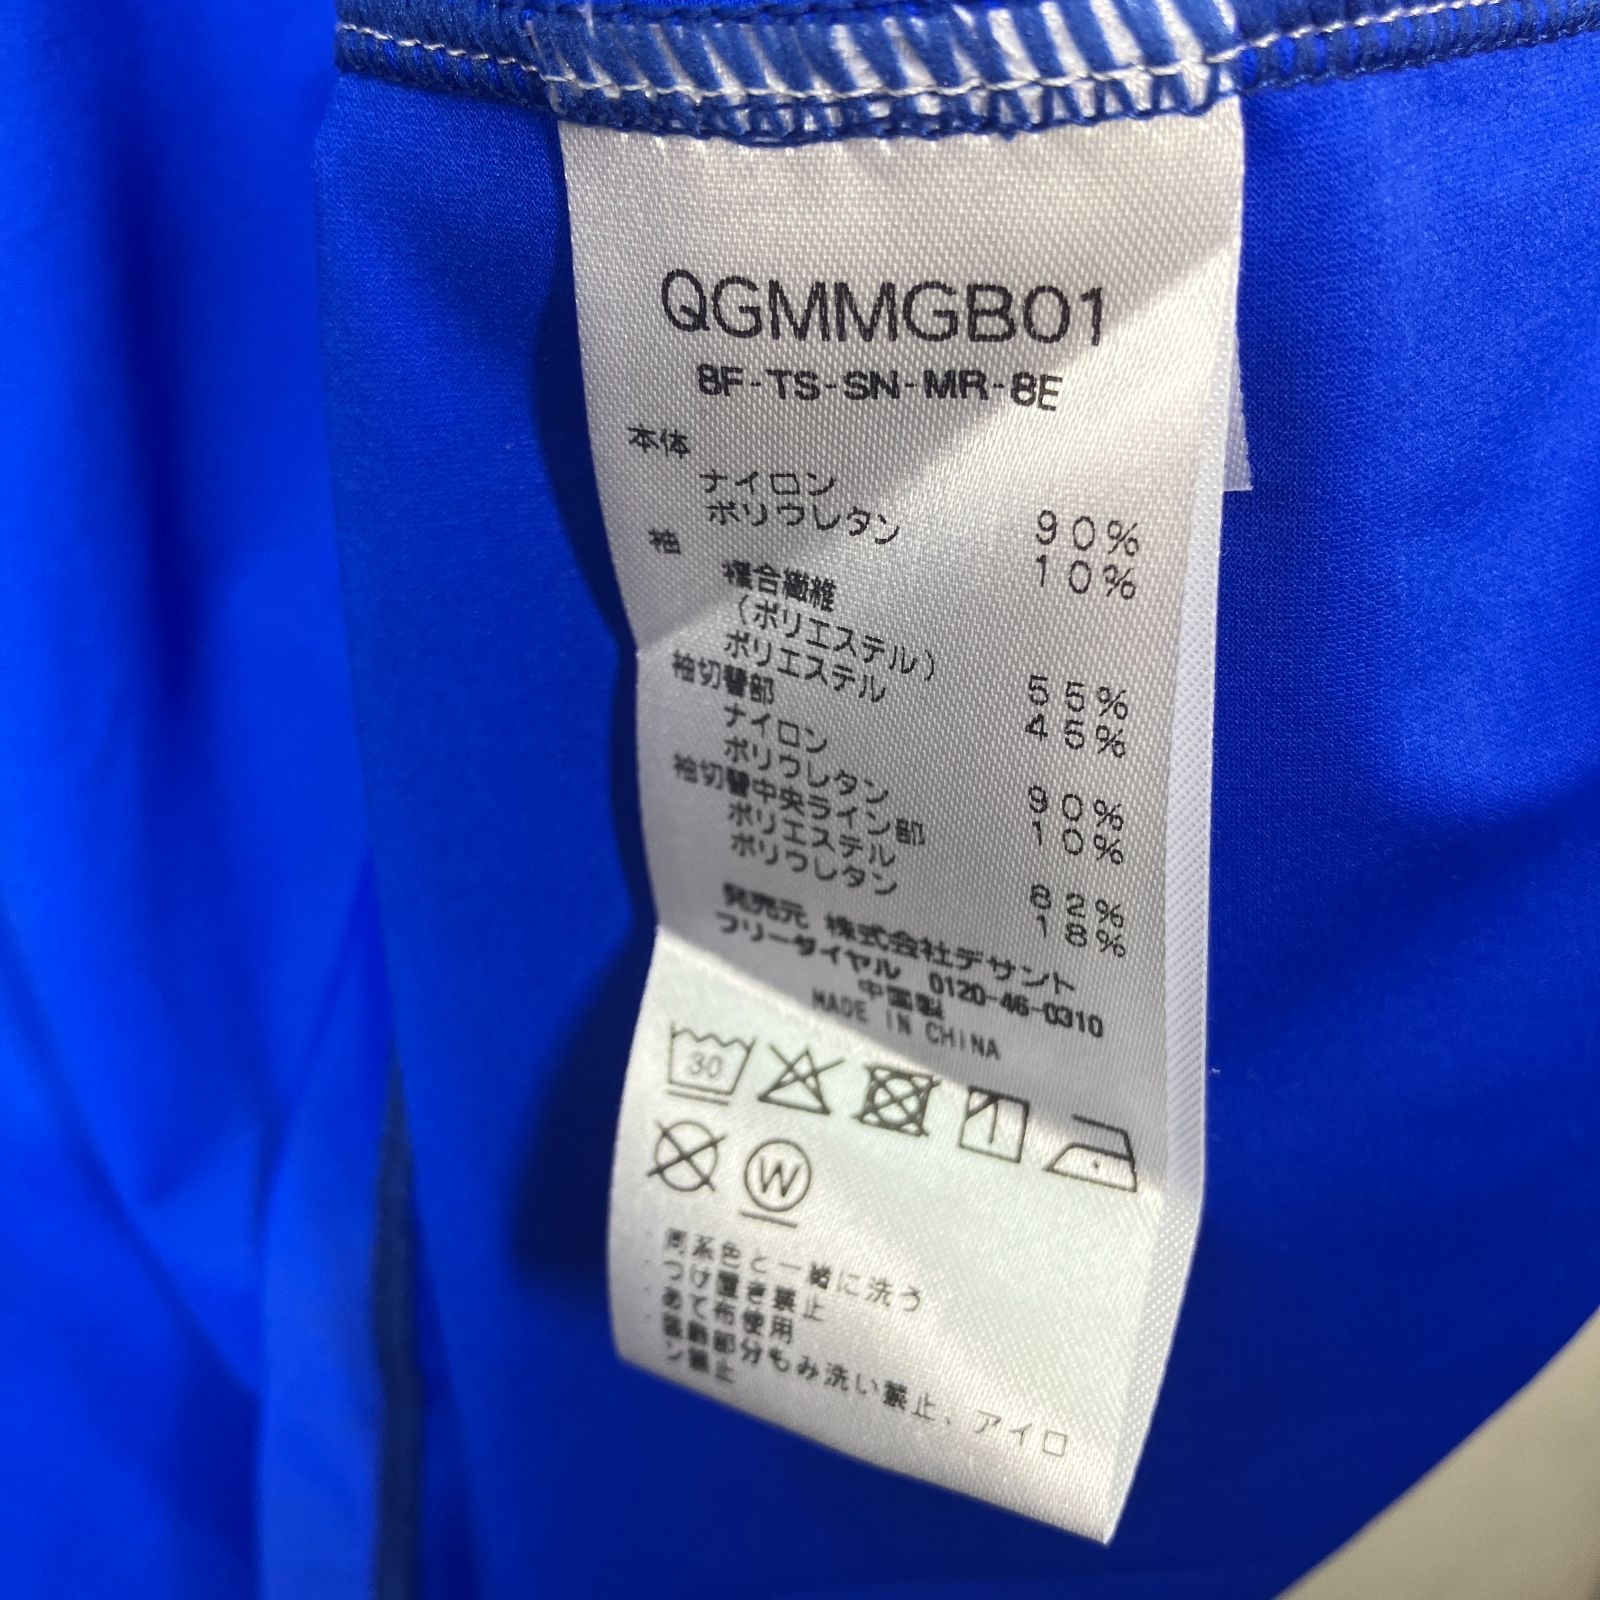 QGMMGB01
8F-TS-SN-MR-8E
本体
ナイロン 90%
ポリウレタン 10%
袖
複合繊維
(ポリエステル) 55%
ポリエステル 45%
袖切替部
ナイロン 90%
ポリウレタン 10%
袖切替中央ライン部
ポリエステル 82%
ポリウレタン 18%
発売元 株式会社デサント
フリーダイヤル 0120-46-0310
中国製
MADE IN CHINA
30
W
同系色と一緒に洗う
つけ置き禁止
あて布使用
装飾部分もみ洗い禁止、アイロ
ン禁止